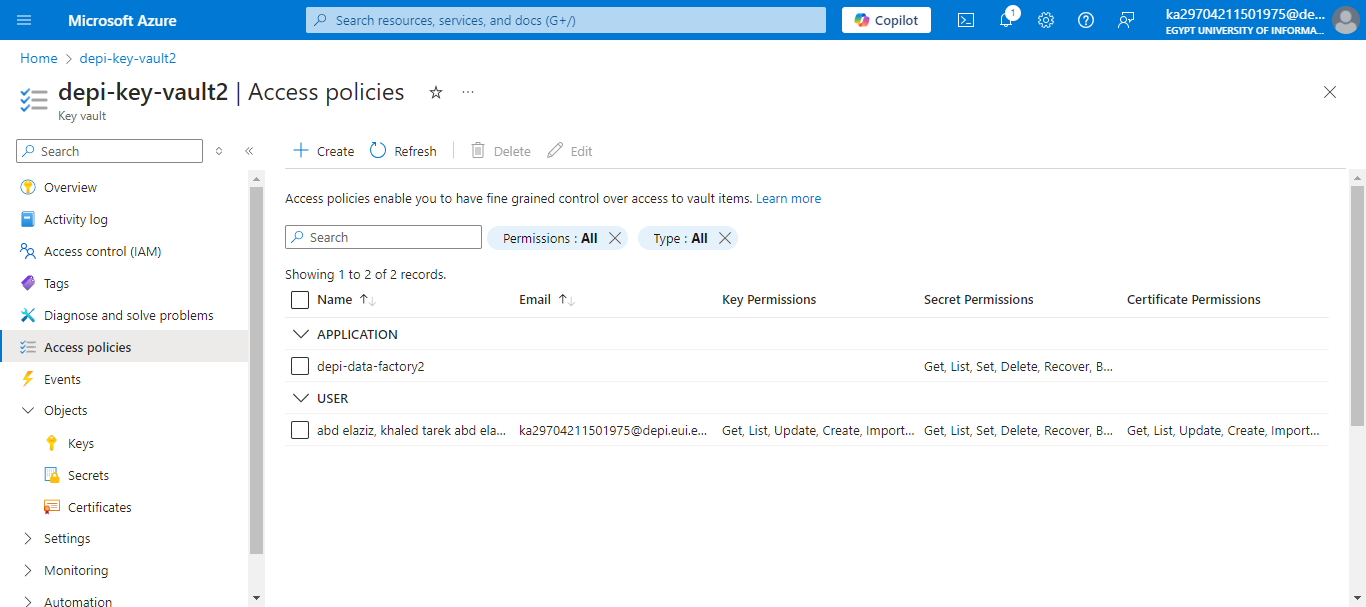 Microsoft Azure
Search resources, services, and docs (G+/)
Copilot
1
ka29704211501975@de...
EGYPT UNIVERSITY OF INFORMA...
Home > depi-key-vault2
depi-key-vault2 | Access policies
Key vault
Search
Create
Refresh
Delete
Edit
Overview
Activity log
Access control (IAM)
Tags
Diagnose and solve problems
Access policies
Events
Objects
Keys
Secrets
Certificates
Settings
Monitoring
Automation
Access policies enable you to have fine grained control over access to vault items. Learn more
Search
Permissions : All
Type : All
Showing 1 to 2 of 2 records.
Name Email Key Permissions Secret Permissions Certificate Permissions
APPLICATION
depi-data-factory2 Get, List, Set, Delete, Recover, B...
USER
abd elaziz, khaled tarek abd ela... ka29704211501975@depi.eui.e... Get, List, Update, Create, Import... Get, List, Set, Delete, Recover, B... Get, List, Update, Create, Import...